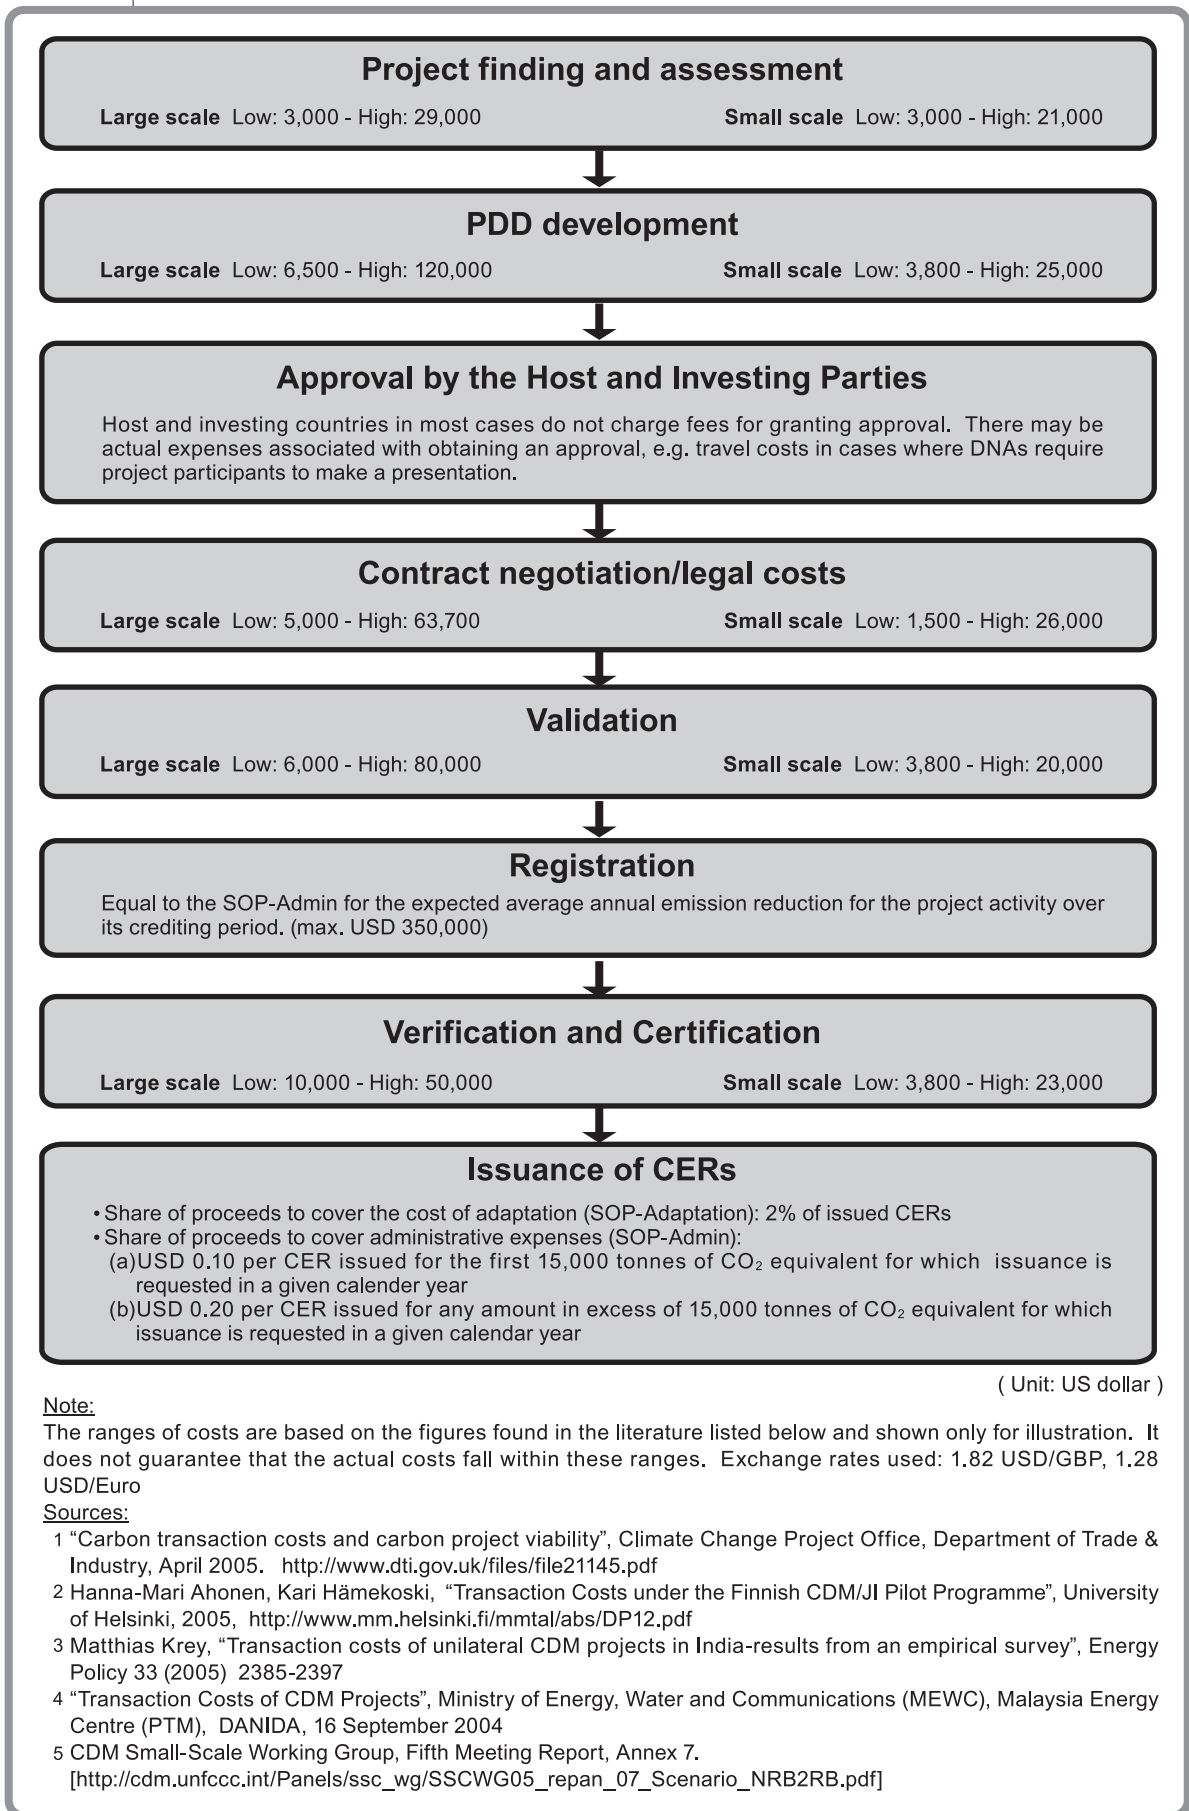 Project finding and assessment
Large scale Low: 3,000 - High: 29,000 Small scale Low: 3,000 - High: 21,000
PDD development
Large scale Low: 6,500 - High: 120,000 Small scale Low: 3,800 - High: 25,000
Approval by the Host and Investing Parties
Host and investing countries in most cases do not charge fees for granting approval. There may be
actual expenses associated with obtaining an approval, e.g. travel costs in cases where DNAs require
project participants to make a presentation.
Contract negotiation/legal costs
Large scale Low: 5,000 - High: 63,700 Small scale Low: 1,500 - High: 26,000
Validation
Large scale Low: 6,000 - High: 80,000 Small scale Low: 3,800 - High: 20,000
Registration
Equal to the SOP-Admin for the expected average annual emission reduction for the project activity over
its crediting period. (max. USD 350,000)
Verification and Certification
Large scale Low: 10,000 - High: 50,000 Small scale Low: 3,800 - High: 23,000
Issuance of CERs
• Share of proceeds to cover the cost of adaptation (SOP-Adaptation): 2% of issued CERs
• Share of proceeds to cover administrative expenses (SOP-Admin):
(a)USD 0.10 per CER issued for the first 15,000 tonnes of CO₂ equivalent for which issuance is
requested in a given calender year
(b)USD 0.20 per CER issued for any amount in excess of 15,000 tonnes of CO₂ equivalent for which
issuance is requested in a given calendar year
( Unit: US dollar )
Note:
The ranges of costs are based on the figures found in the literature listed below and shown only for illustration. It
does not guarantee that the actual costs fall within these ranges. Exchange rates used: 1.82 USD/GBP, 1.28
USD/Euro
Sources:
1 “Carbon transaction costs and carbon project viability”, Climate Change Project Office, Department of Trade &
Industry, April 2005. http://www.dti.gov.uk/files/file21145.pdf
2 Hanna-Mari Ahonen, Kari Hämekoski, “Transaction Costs under the Finnish CDM/JI Pilot Programme”, University
of Helsinki, 2005, http://www.mm.helsinki.fi/mmtal/abs/DP12.pdf
3 Matthias Krey, “Transaction costs of unilateral CDM projects in India-results from an empirical survey”, Energy
Policy 33 (2005) 2385-2397
4 “Transaction Costs of CDM Projects”, Ministry of Energy, Water and Communications (MEWC), Malaysia Energy
Centre (PTM), DANIDA, 16 September 2004
5 CDM Small-Scale Working Group, Fifth Meeting Report, Annex 7.
[http://cdm.unfccc.int/Panels/ssc_wg/SSCWG05_repan_07_Scenario_NRB2RB.pdf]